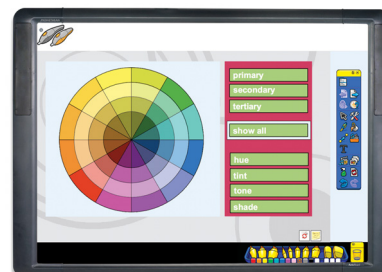 primary
secondary
tertiary
show all
hue
tint
tone
shade